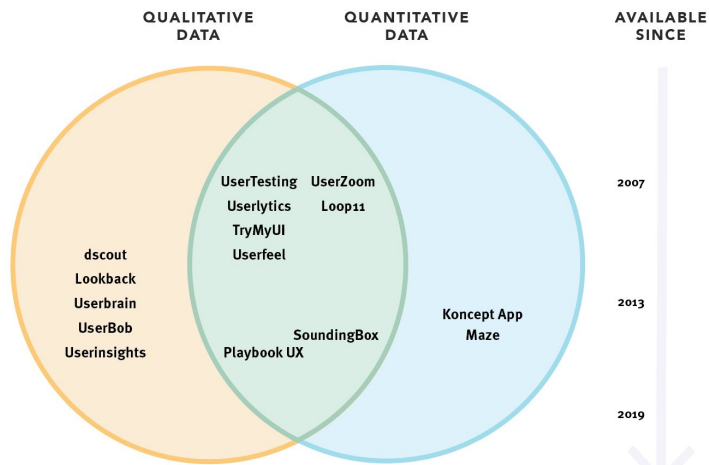 QUALITATIVE
DATA
QUANTITATIVE
DATA
AVAILABLE
SINCE
UserTesting
UserZoom
2007
Userlytics
Loop11
TryMyUI
Userfeel
dscout
Lookback
Userbrain
UserBob
Userinsights
2013
Koncept App
Maze
SoundingBox
Playbook UX
2019